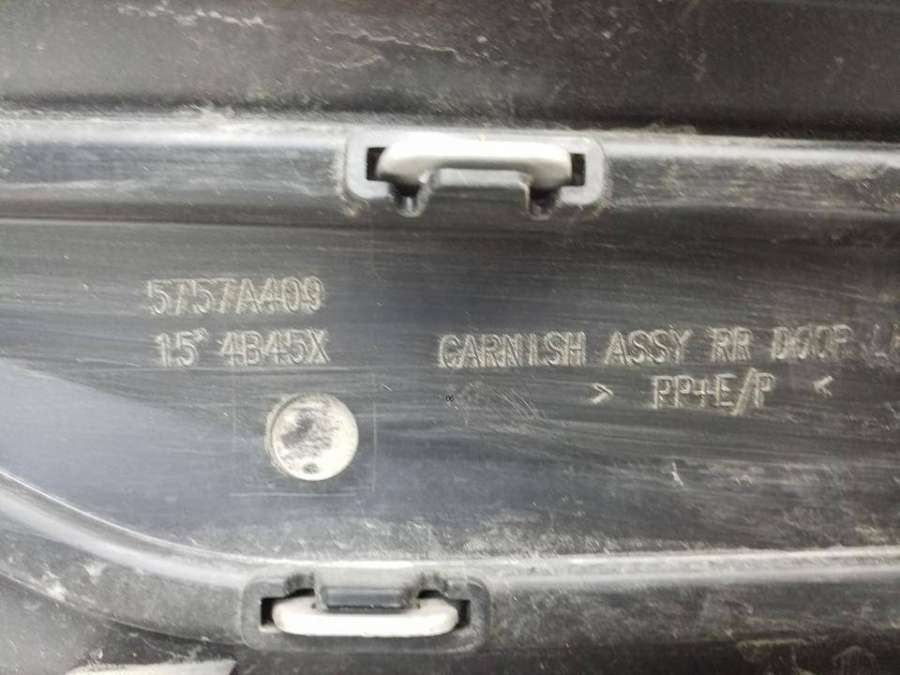 5757A409
15" 4B45X
GARNISH ASSY RR DOOR
> PP+E/P <